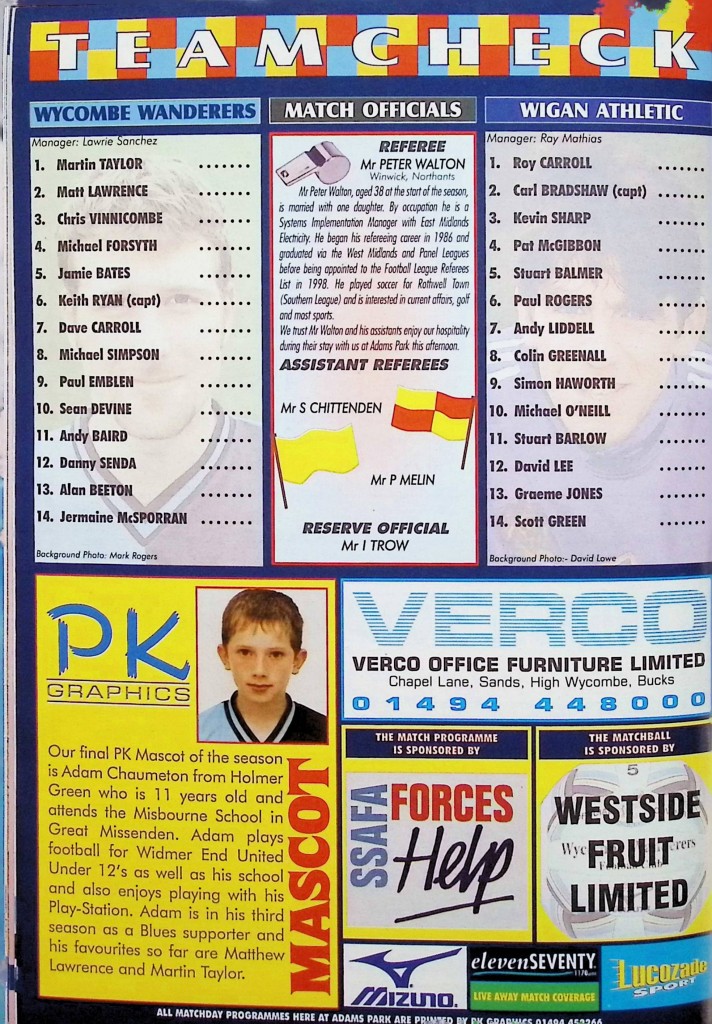 TEAMCHECK
WYCOMBE WANDERERS
Manager: Lawrie Sanchez
1. Martin TAYLOR ........
2. Matt LAWRENCE ........
3. Chris VINNICOMBE ........
4. Michael FORSYTH ........
5. Jamie BATES ........
6. Keith RYAN (capt) ........
7. Dave CARROLL ........
8. Michael SIMPSON ........
9. Paul EMBLEN ........
10. Sean DEVINE ........
11. Andy BAIRD ........
12. Danny SENDA ........
13. Alan BEETON ........
14. Jermaine McSPORRAN ........
Background Photo: Mark Rogers
MATCH OFFICIALS
REFEREE
Mr PETER WALTON
Winwick, Northants
Mr Peter Walton, aged 38 at the start of the season,
is married with one daughter. By occupation he is a
Systems Implementation Manager with East Midlands
Electricity. He began his refereeing career in 1986 and
graduated via the West Midlands and Panel Leagues
before being appointed to the Football League Referees
List in 1998. He played soccer for Rothwell Town
(Southern League) and is interested in current affairs, golf
and most sports.
We trust Mr Walton and his assistants enjoy our hospitality
during their stay with us at Adams Park this afternoon.
ASSISTANT REFEREES
Mr S CHITTENDEN
Mr P MELIN
RESERVE OFFICIAL
Mr I TROW
WIGAN ATHLETIC
Manager: Ray Mathias
1. Roy CARROLL ........
2. Carl BRADSHAW (capt) ........
3. Kevin SHARP ........
4. Pat McGIBBON ........
5. Stuart BALMER ........
6. Paul ROGERS ........
7. Andy LIDDELL ........
8. Colin GREENALL ........
9. Simon HAWORTH ........
10. Michael O'NEILL ........
11. Stuart BARLOW ........
12. David LEE ........
13. Graeme JONES ........
14. Scott GREEN ........
Background Photo:- David Lowe
PK
GRAPHICS
Our final PK Mascot of the season
is Adam Chaumeton from Holmer
Green who is 11 years old and
attends the Misbourne School in
Great Missenden. Adam plays
football for Widmer End United
Under 12's as well as his school
and also enjoys playing with his
Play-Station. Adam is in his third
season as a Blues supporter and
his favourites so far are Matthew
Lawrence and Martin Taylor.
MASCOT
VERCO
VERCO OFFICE FURNITURE LIMITED
Chapel Lane, Sands, High Wycombe, Bucks
01494 448000
THE MATCH PROGRAMME
IS SPONSORED BY
SSAFA
FORCES
Help
THE MATCHBALL
IS SPONSORED BY
5
WESTSIDE
FRUIT
LIMITED
MIZUNO
elevenSEVENTY
LIVE AWAY MATCH COVERAGE
Lucozade
SPORT
ALL MATCHDAY PROGRAMMES HERE AT ADAMS PARK ARE PRINTED BY PK GRAPHICS 01494 452266